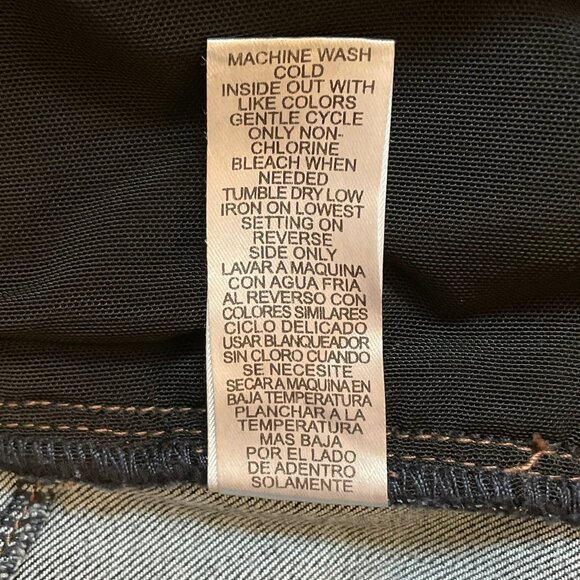 MACHINE WASH
COLD
INSIDE OUT WITH
LIKE COLORS
GENTLE CYCLE
ONLY NON-
CHLORINE
BLEACH WHEN
NEEDED
TUMBLE DRY LOW
IRON ON LOWEST
SETTING ON
REVERSE
SIDE ONLY
LAVAR A MAQUINA
CON AGUA FRIA
AL REVERSO CON
COLORES SIMILARES
CICLO DELICADO
USAR BLANQUEADOR
SIN CLORO CUANDO
SE NECESITE
SECAR A MAQUINA EN
BAJA TEMPERATURA
PLANCHAR A LA
TEMPERATURA
MAS BAJA
POR EL LADO
DE ADENTRO
SOLAMENTE